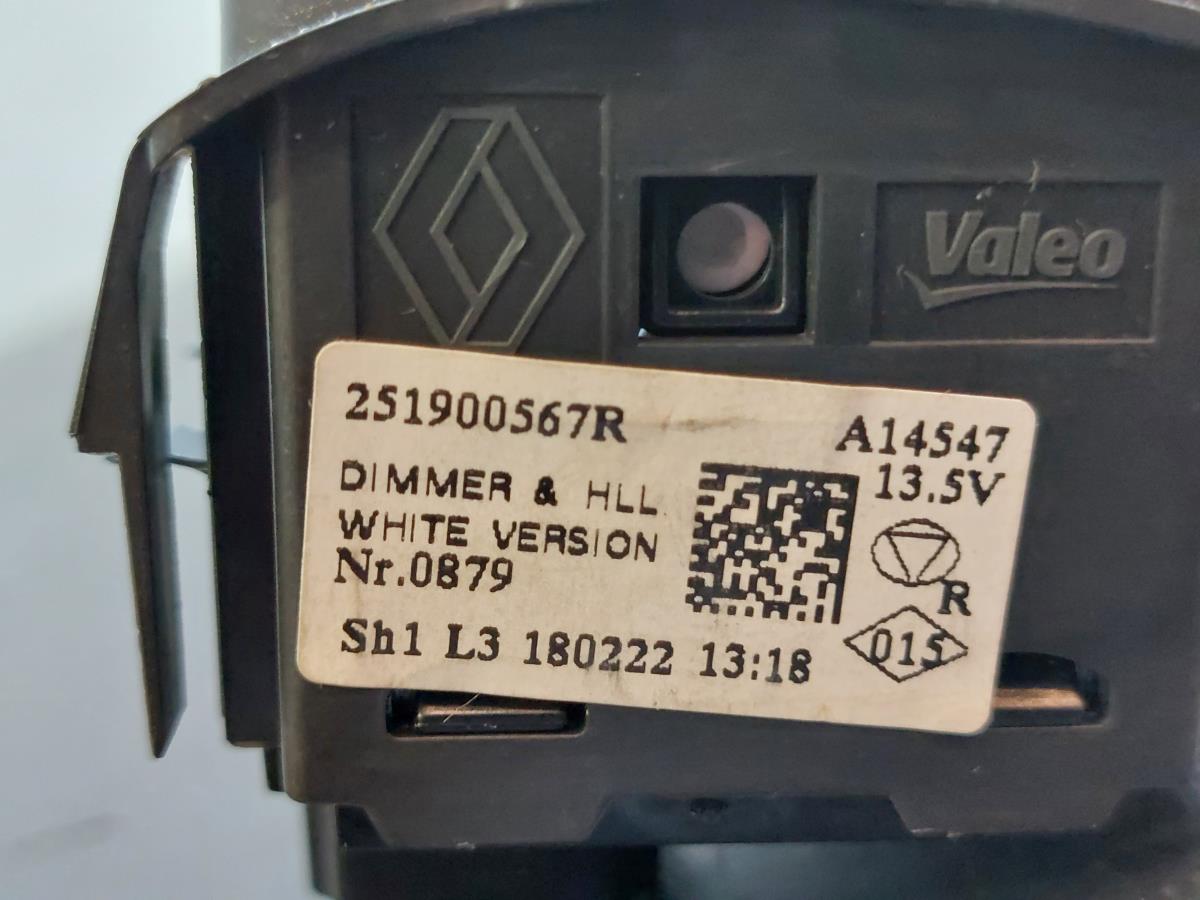 Valeo
251900567R
A14547
DIMMER & HLL
13.5V
WHITE VERSION
Nr.0879
R
Sh1 L3 180222 13:18
015